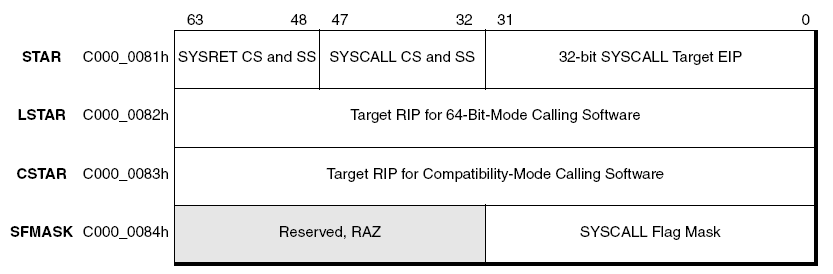 63 48 47 32 31 0
STAR C000_0081h SYSRET CS and SS SYSCALL CS and SS 32-bit SYSCALL Target EIP
LSTAR C000_0082h Target RIP for 64-Bit-Mode Calling Software
CSTAR C000_0083h Target RIP for Compatibility-Mode Calling Software
SFMASK C000_0084h Reserved, RAZ SYSCALL Flag Mask